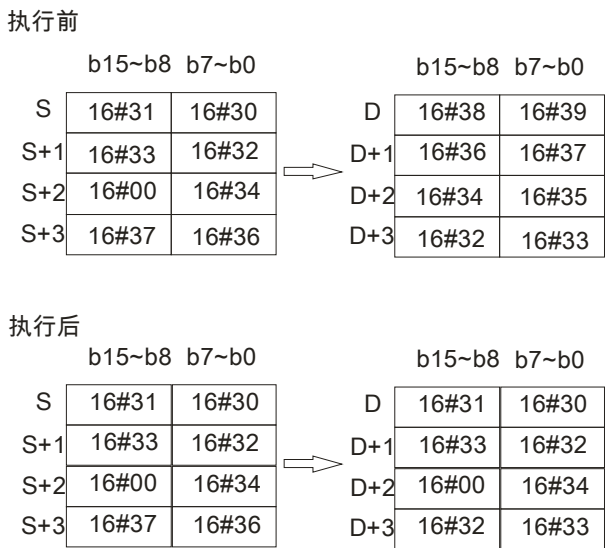 执行前
b15~b8 b7~b0 b15~b8 b7~b0
S 16#31 16#30 D 16#38 16#39
S+1 16#33 16#32 D+1 16#36 16#37
S+2 16#00 16#34 D+2 16#34 16#35
S+3 16#37 16#36 D+3 16#32 16#33
执行后
b15~b8 b7~b0 b15~b8 b7~b0
S 16#31 16#30 D 16#31 16#30
S+1 16#33 16#32 D+1 16#33 16#32
S+2 16#00 16#34 D+2 16#00 16#34
S+3 16#37 16#36 D+3 16#32 16#33